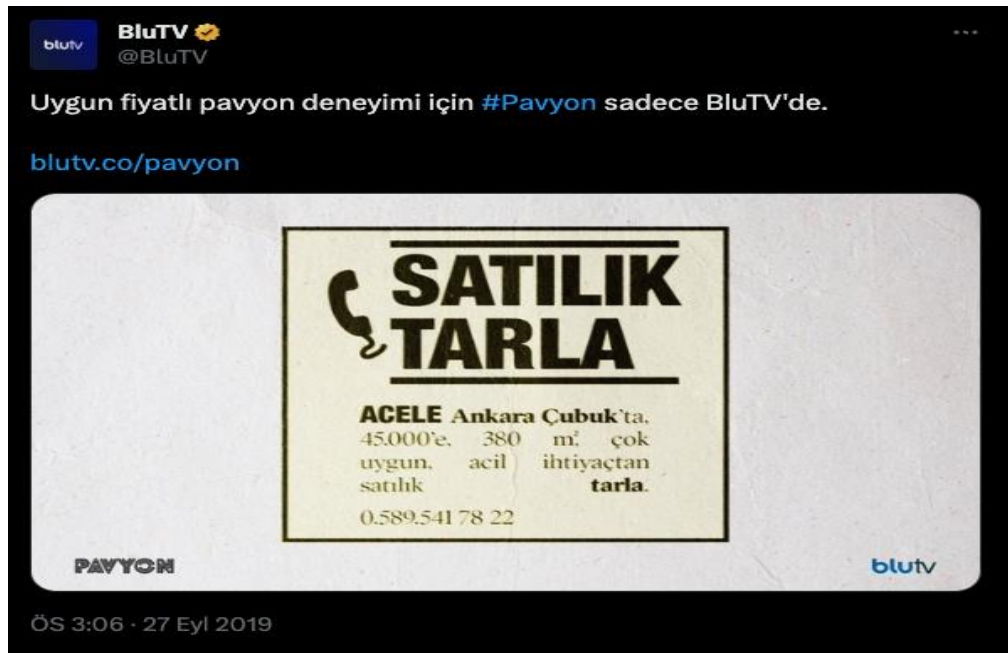 blutv
BluTV
@BluTV
Uygun fiyatlı pavyon deneyimi için #Pavyon sadece BluTV'de.
blutv.co/pavyon
SATILIK
TARLA
ACELE Ankara Çubuk'ta,
45.000'e, 380 m², çok
uygun, acil ihtiyaçtan
satılık tarla.
0.589.541 78 22
PAVYON
blutv
ÖS 3:06 · 27 Eyl 2019